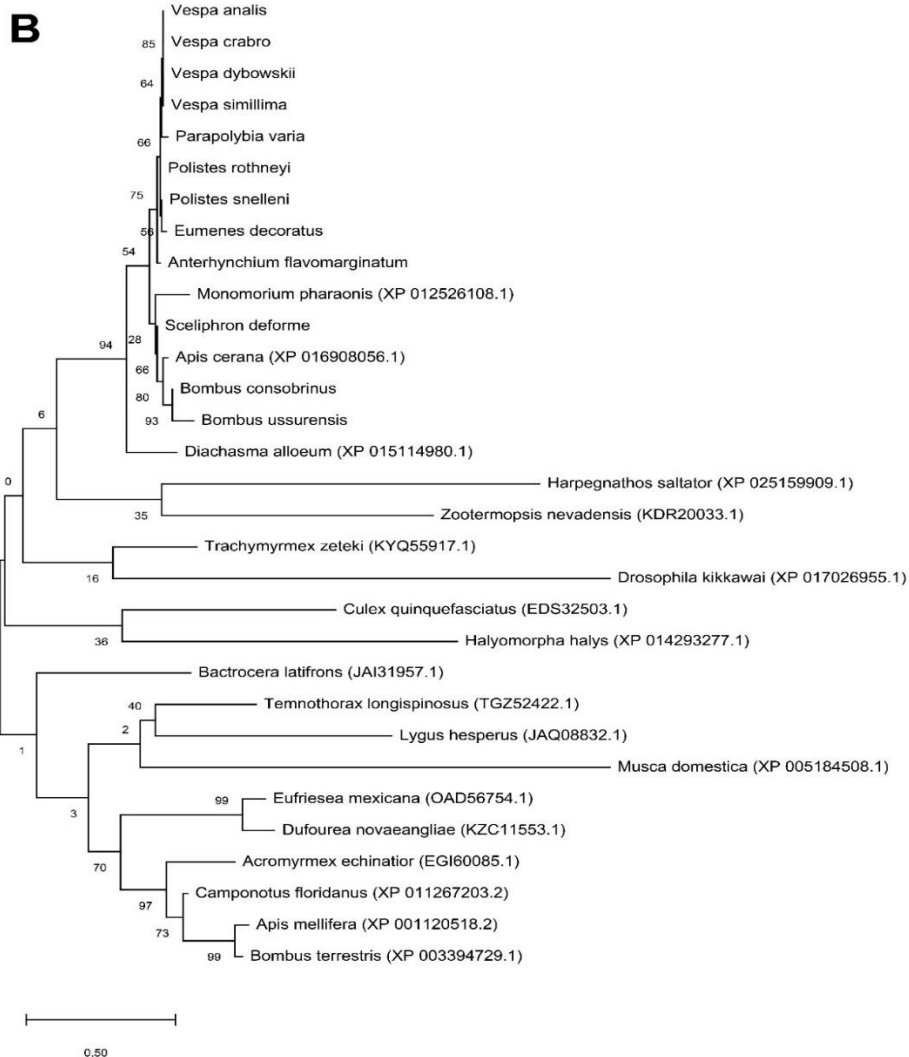 B
Vespa analis
85
Vespa crabro
Vespa dybowskii
64
Vespa simillima
Parapolybia varia
66
Polistes rothneyi
75
Polistes snelleni
56
Eumenes decoratus
54
Anterhynchium flavomarginatum
Monomorium pharaonis (XP 012526108.1)
Sceliphron deforme
94
28
Apis cerana (XP 016908056.1)
66
Bombus consobrinus
80
6
93
Bombus ussurensis
Diachasma alloeum (XP 015114980.1)
0
Harpegnathos saltator (XP 025159909.1)
35
Zootermopsis nevadensis (KDR20033.1)
Trachymyrmex zeteki (KYQ55917.1)
16
Drosophila kikkawai (XP 017026955.1)
Culex quinquefasciatus (EDS32503.1)
36
Halyomorpha halys (XP 014293277.1)
Bactrocera latifrons (JAI31957.1)
40
Temnothorax longispinosus (TGZ52422.1)
2
Lygus hesperus (JAQ08832.1)
1
Musca domestica (XP 005184508.1)
99
Eufriesea mexicana (OAD56754.1)
3
Dufourea novaeangliae (KZC11553.1)
70
Acromyrmex echinatior (EGI60085.1)
Camponotus floridanus (XP 011267203.2)
97
Apis mellifera (XP 001120518.2)
73
99
Bombus terrestris (XP 003394729.1)
0.50